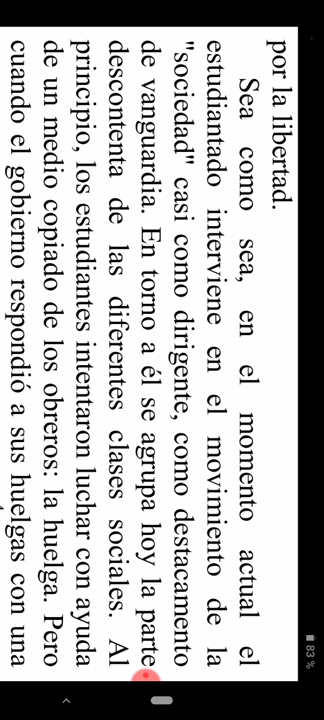 por la libertad.
Sea como sea, en el momento actual el
estudiantado interviene en el movimiento de la
"sociedad" casi como dirigente, como destacamento
de vanguardia. En torno a él se agrupa hoy la parte
descontenta de las diferentes clases sociales. Al
principio, los estudiantes intentaron luchar con ayuda
de un medio copiado de los obreros: la huelga. Pero
cuando el gobierno respondió a sus huelgas con una
83 %